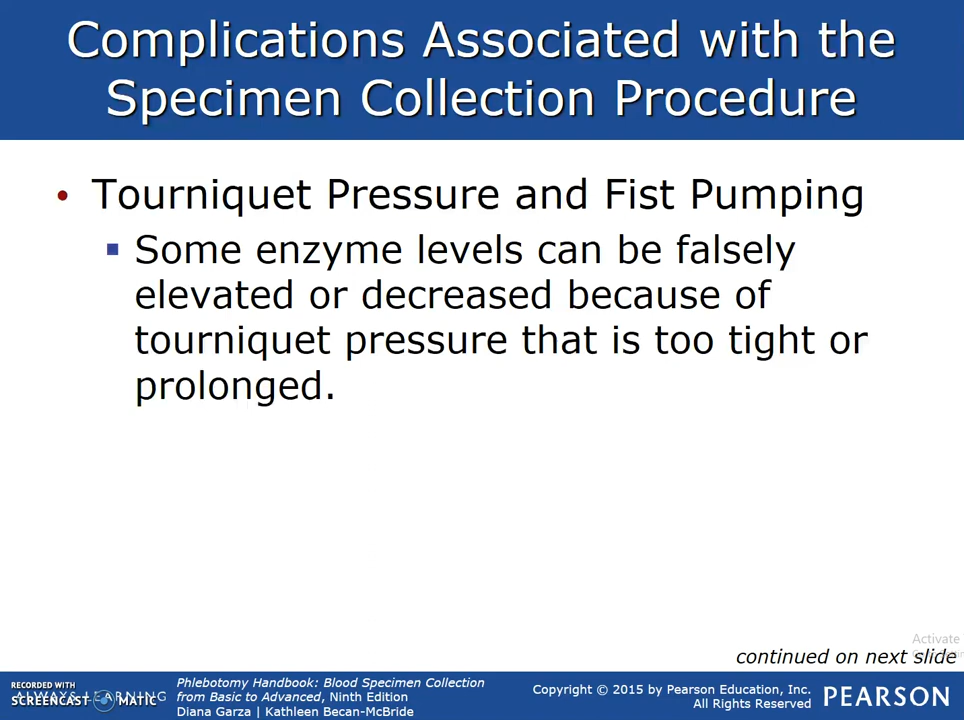 Complications Associated with the
Specimen Collection Procedure
• Tourniquet Pressure and Fist Pumping
▪ Some enzyme levels can be falsely
elevated or decreased because of
tourniquet pressure that is too tight or
prolonged.
Activate
continued on next slide
RECORDED WITH
SCREENCAST MATIC
ALWAYS LEARNING
Phlebotomy Handbook: Blood Specimen Collection
from Basic to Advanced, Ninth Edition
Diana Garza | Kathleen Becan-McBride
Copyright © 2015 by Pearson Education, Inc.
All Rights Reserved
PEARSON